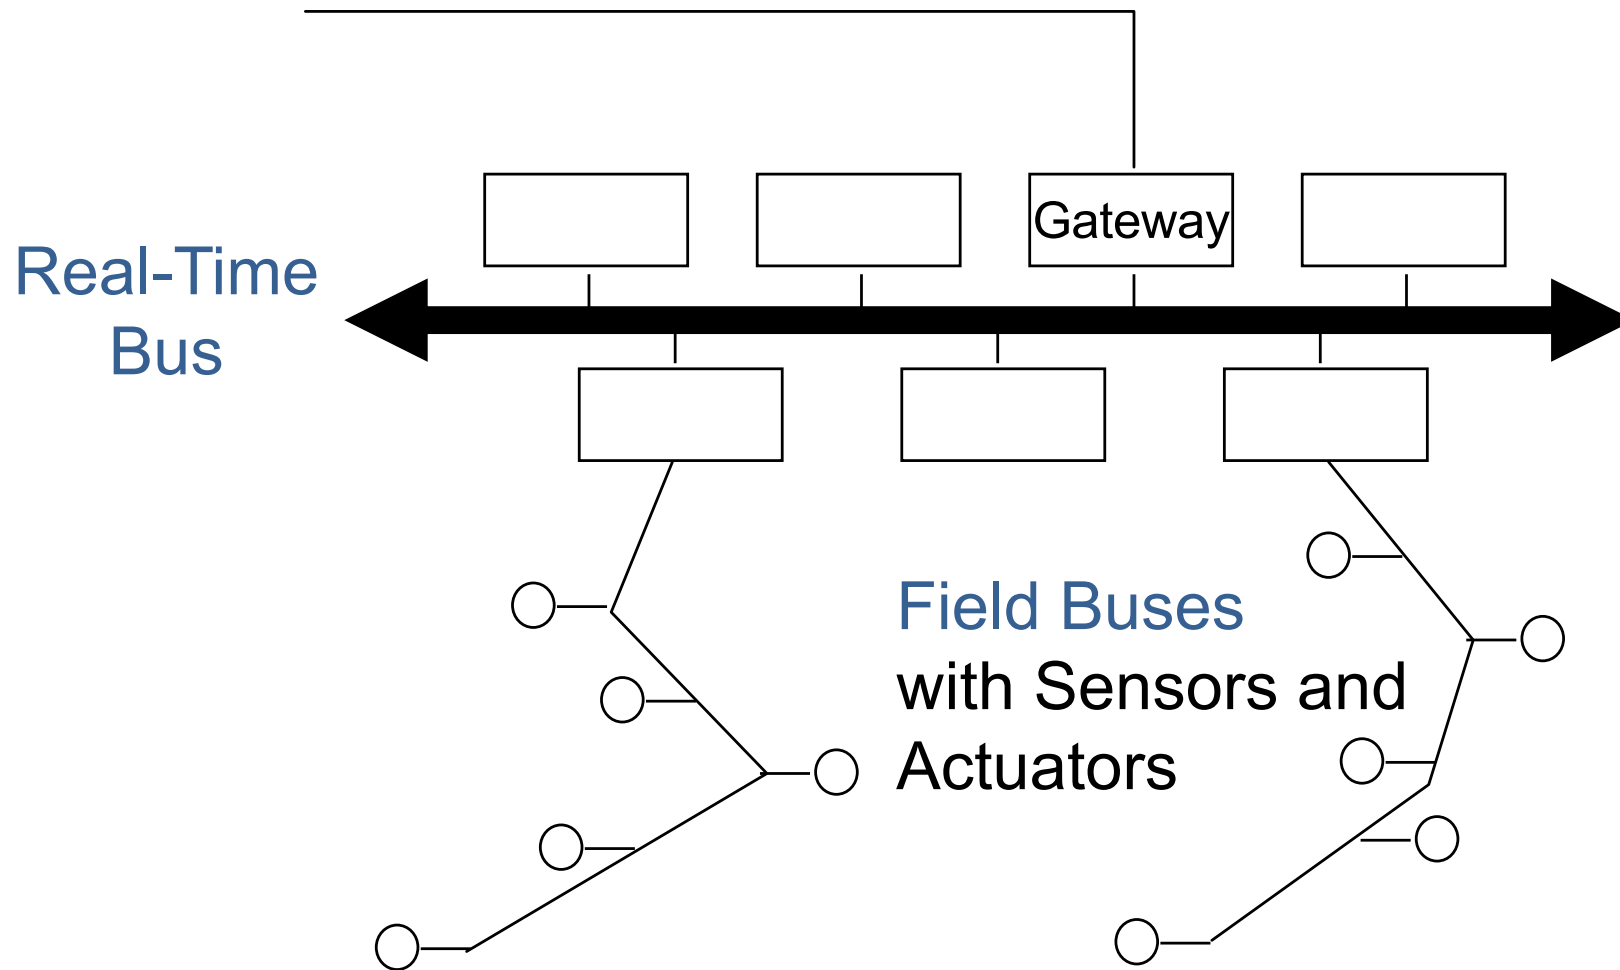 Gateway
Real-Time
Bus
Field Buses
with Sensors and
Actuators